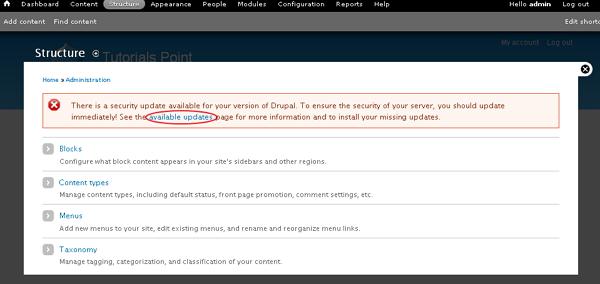 Dashboard Content Structure Appearance People Modules Configuration Reports Help Hello admin Log out
Add content Find content Edit shortc
My account Log out
Structure Tutorials Point
Home » Administration
There is a security update available for your version of Drupal. To ensure the security of your server, you should update
immediately! See the available updates page for more information and to install your missing updates.
Blocks
Configure what block content appears in your site's sidebars and other regions.
Content types
Manage content types, including default status, front page promotion, comment settings, etc.
Menus
Add new menus to your site, edit existing menus, and rename and reorganize menu links.
Taxonomy
Manage tagging, categorization, and classification of your content.